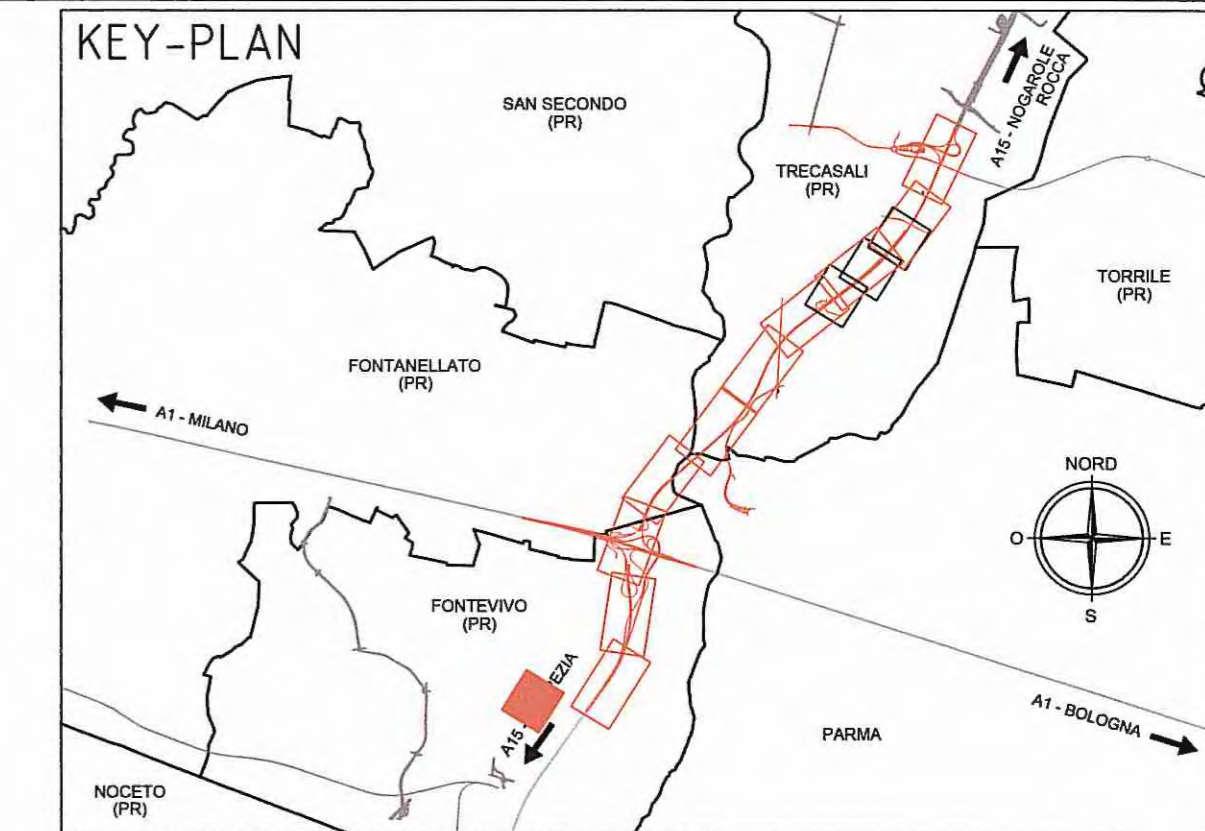 KEY-PLAN
SAN SECONDO
(PR)
A15 - NOGAROLE
ROCCA
TRECASALI
(PR)
TORRILE
(PR)
FONTANELLATO
(PR)
A1 - MILANO
NORD
O
E
S
FONTEVIVO
(PR)
A15 -
A1 - BOLOGNA
PARMA
NOCETO
(PR)